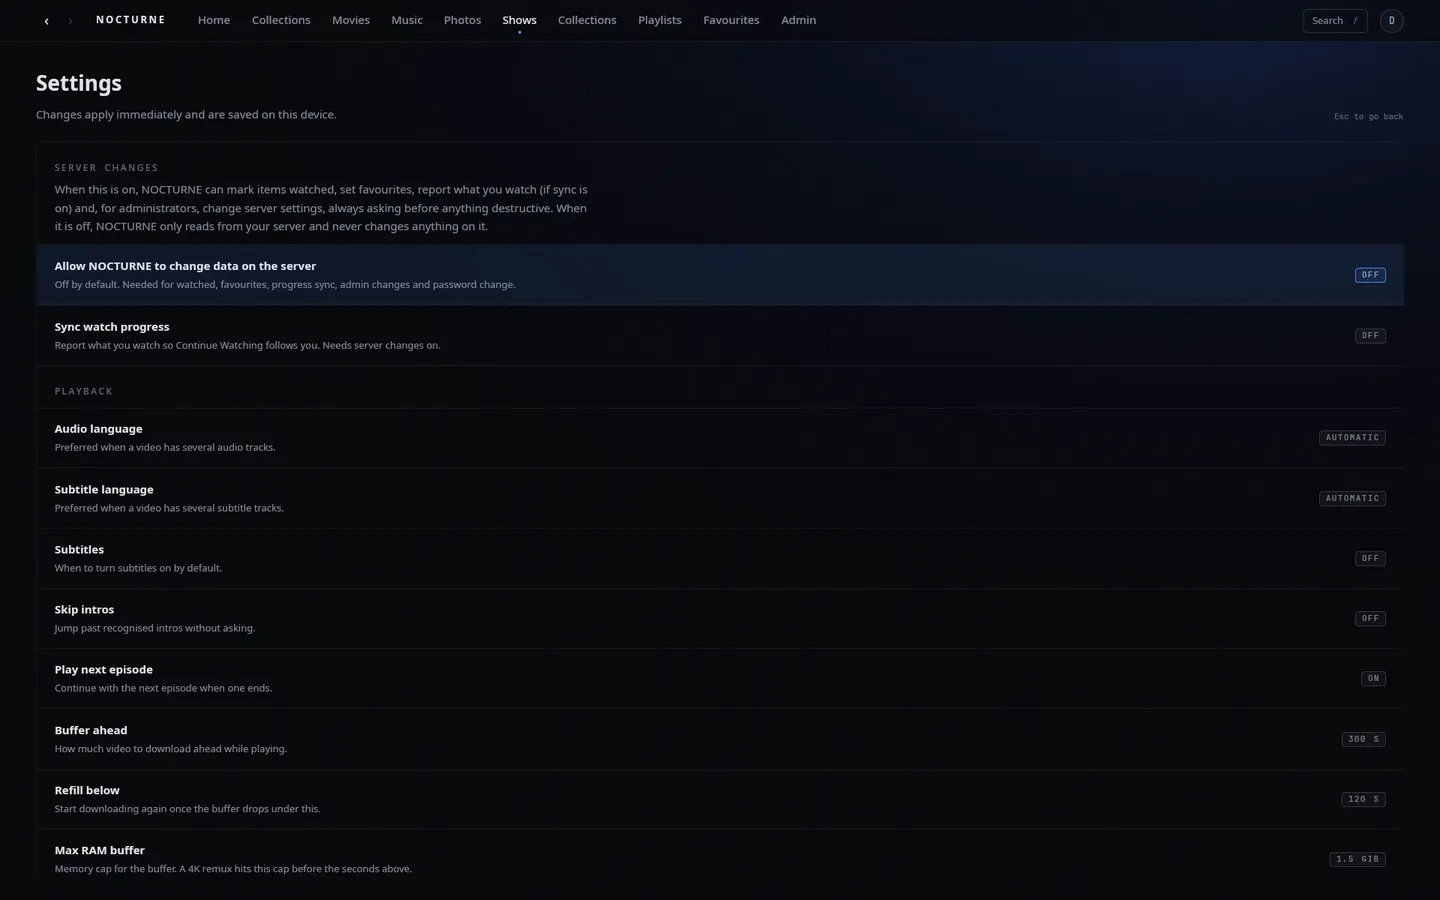 ‹ › NOCTURNE Home Collections Movies Music Photos Shows Collections Playlists Favourites Admin Search / D
Settings
Changes apply immediately and are saved on this device.
Esc to go back
SERVER CHANGES
When this is on, NOCTURNE can mark items watched, set favourites, report what you watch (if sync is
on) and, for administrators, change server settings, always asking before anything destructive. When
it is off, NOCTURNE only reads from your server and never changes anything on it.
Allow NOCTURNE to change data on the server
Off by default. Needed for watched, favourites, progress sync, admin changes and password change.
OFF
Sync watch progress
Report what you watch so Continue Watching follows you. Needs server changes on.
OFF
PLAYBACK
Audio language
Preferred when a video has several audio tracks.
AUTOMATIC
Subtitle language
Preferred when a video has several subtitle tracks.
AUTOMATIC
Subtitles
When to turn subtitles on by default.
OFF
Skip intros
Jump past recognised intros without asking.
OFF
Play next episode
Continue with the next episode when one ends.
ON
Buffer ahead
How much video to download ahead while playing.
300 S
Refill below
Start downloading again once the buffer drops under this.
120 S
Max RAM buffer
Memory cap for the buffer. A 4K remux hits this cap before the seconds above.
1.5 GIB